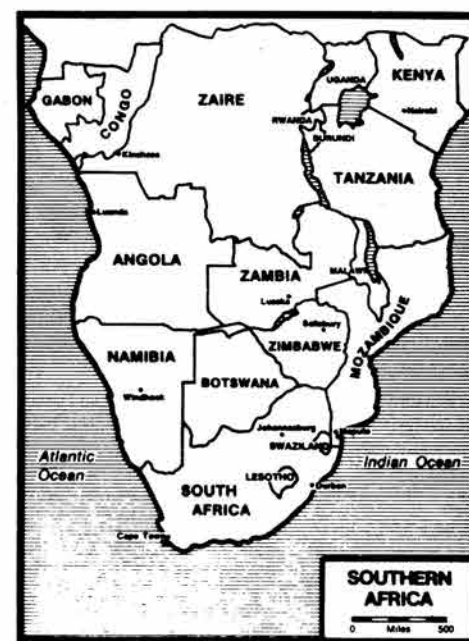 UGANDA
KENYA
GABON
CONGO
ZAIRE
Nairobi
RWANDA
BURUNDI
Kinshasa
TANZANIA
Luanda
ANGOLA
ZAMBIA
MALAWI
Lusaka
MOZAMBIQUE
Salisbury
NAMIBIA
ZIMBABWE
BOTSWANA
Windhoek
Johannesburg
Maputo
SWAZILAND
Atlantic
Ocean
Indian Ocean
LESOTHO
Durban
SOUTH
AFRICA
Cape Town
SOUTHERN
AFRICA
0 Miles 500